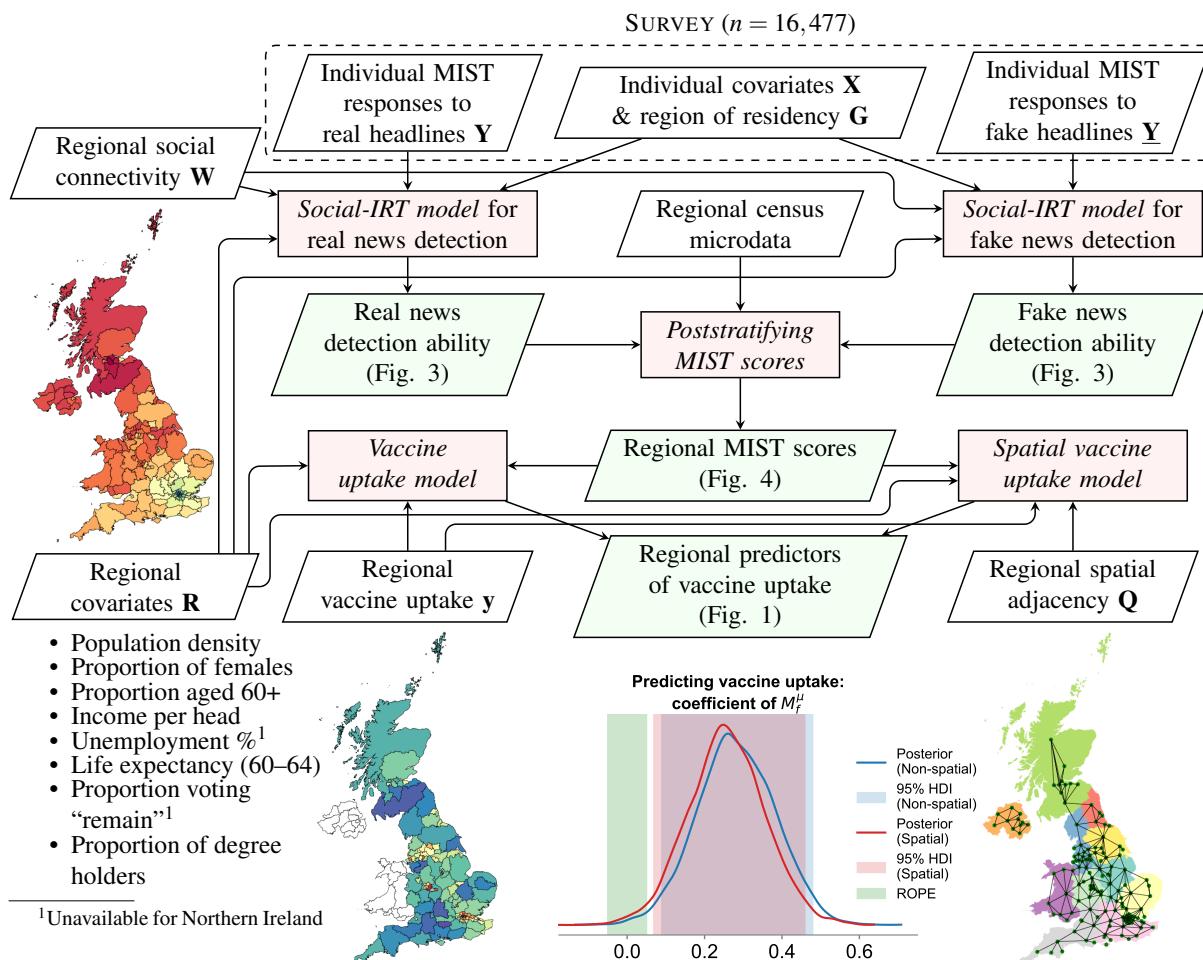 SURVEY (n = 16,477)
Individual MIST
responses to
real headlines Y
Individual covariates X
& region of residency G
Individual MIST
responses to
fake headlines Y
Regional social
connectivity W
Social-IRT model for
real news detection
Regional census
microdata
Social-IRT model for
fake news detection
Real news
detection ability
(Fig. 3)
Poststratifying
MIST scores
Fake news
detection ability
(Fig. 3)
Vaccine
uptake model
Regional MIST scores
(Fig. 4)
Spatial vaccine
uptake model
Regional
covariates R
Regional
vaccine uptake y
Regional predictors
of vaccine uptake
(Fig. 1)
Regional spatial
adjacency Q
• Population density
• Proportion of females
• Proportion aged 60+
• Income per head
• Unemployment %¹
• Life expectancy (60–64)
• Proportion voting
“remain”¹
• Proportion of degree
holders
¹Unavailable for Northern Ireland
Predicting vaccine uptake:
coefficient of M_f^μ
Posterior
(Non-spatial)
95% HDI
(Non-spatial)
Posterior
(Spatial)
95% HDI
(Spatial)
ROPE
0.0 0.2 0.4 0.6